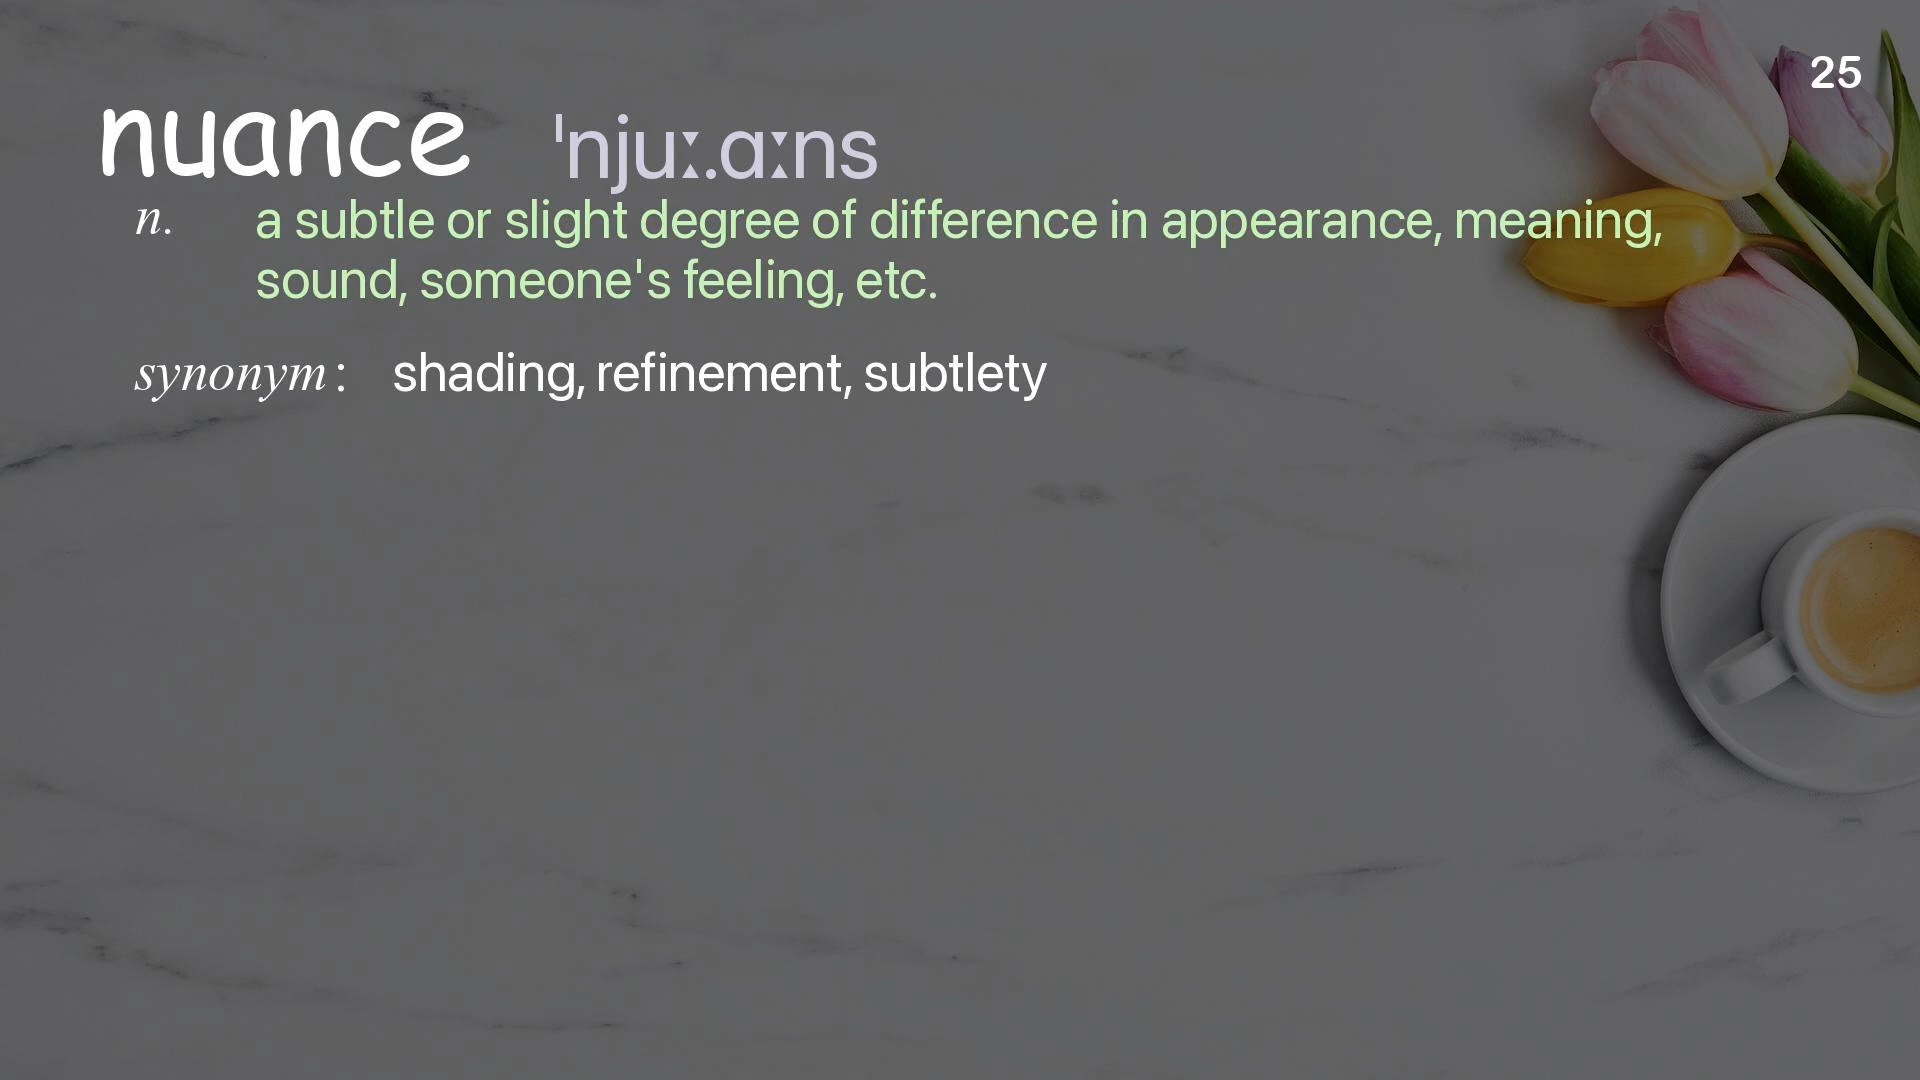 25
nuance ˈnjuː.ɑːns
n. a subtle or slight degree of difference in appearance, meaning,
sound, someone's feeling, etc.
synonym: shading, refinement, subtlety